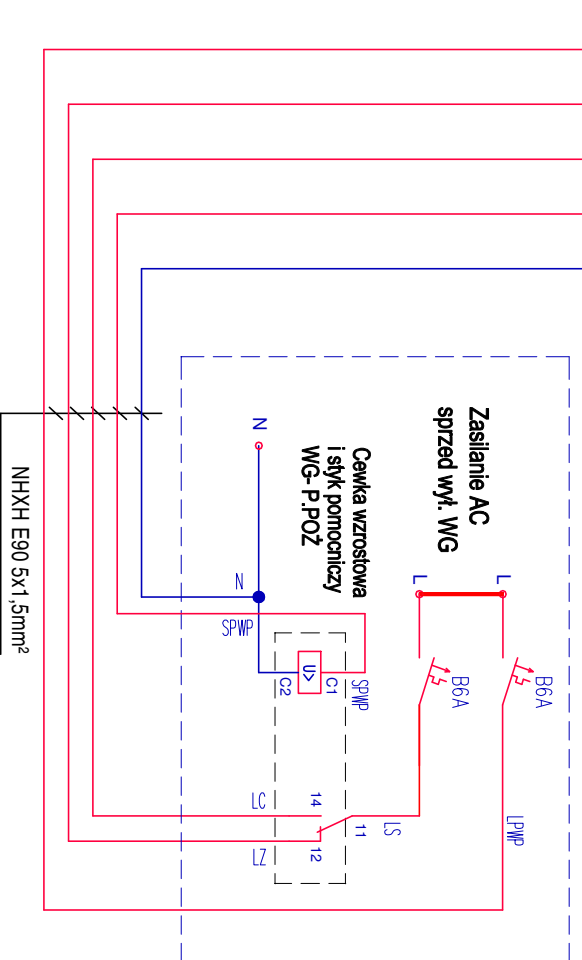 Zasilanie AC
sprzed wył. WG
Cewka wzrostowa
i styk pomocniczy
WG- P.POŻ
N
L
L
N
SPWP
SPWP
U>
C1
C2
B6A
B6A
LPWP
LS
LC
LZ
14
11
12
NHXH E90 5x1,5mm²